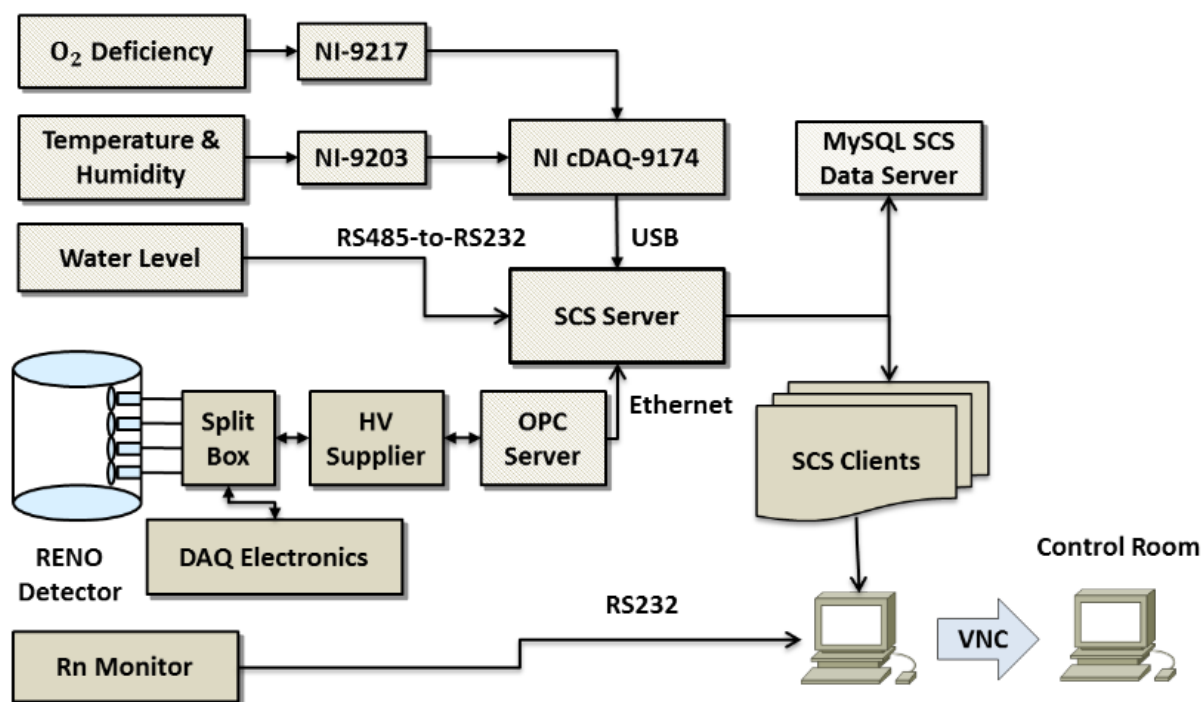 O₂ Deficiency
NI-9217
Temperature &
Humidity
NI-9203
NI cDAQ-9174
MySQL SCS
Data Server
Water Level
RS485-to-RS232
USB
SCS Server
Ethernet
Split
Box
HV
Supplier
OPC
Server
SCS Clients
RENO
Detector
DAQ Electronics
Control Room
Rn Monitor
RS232
VNC